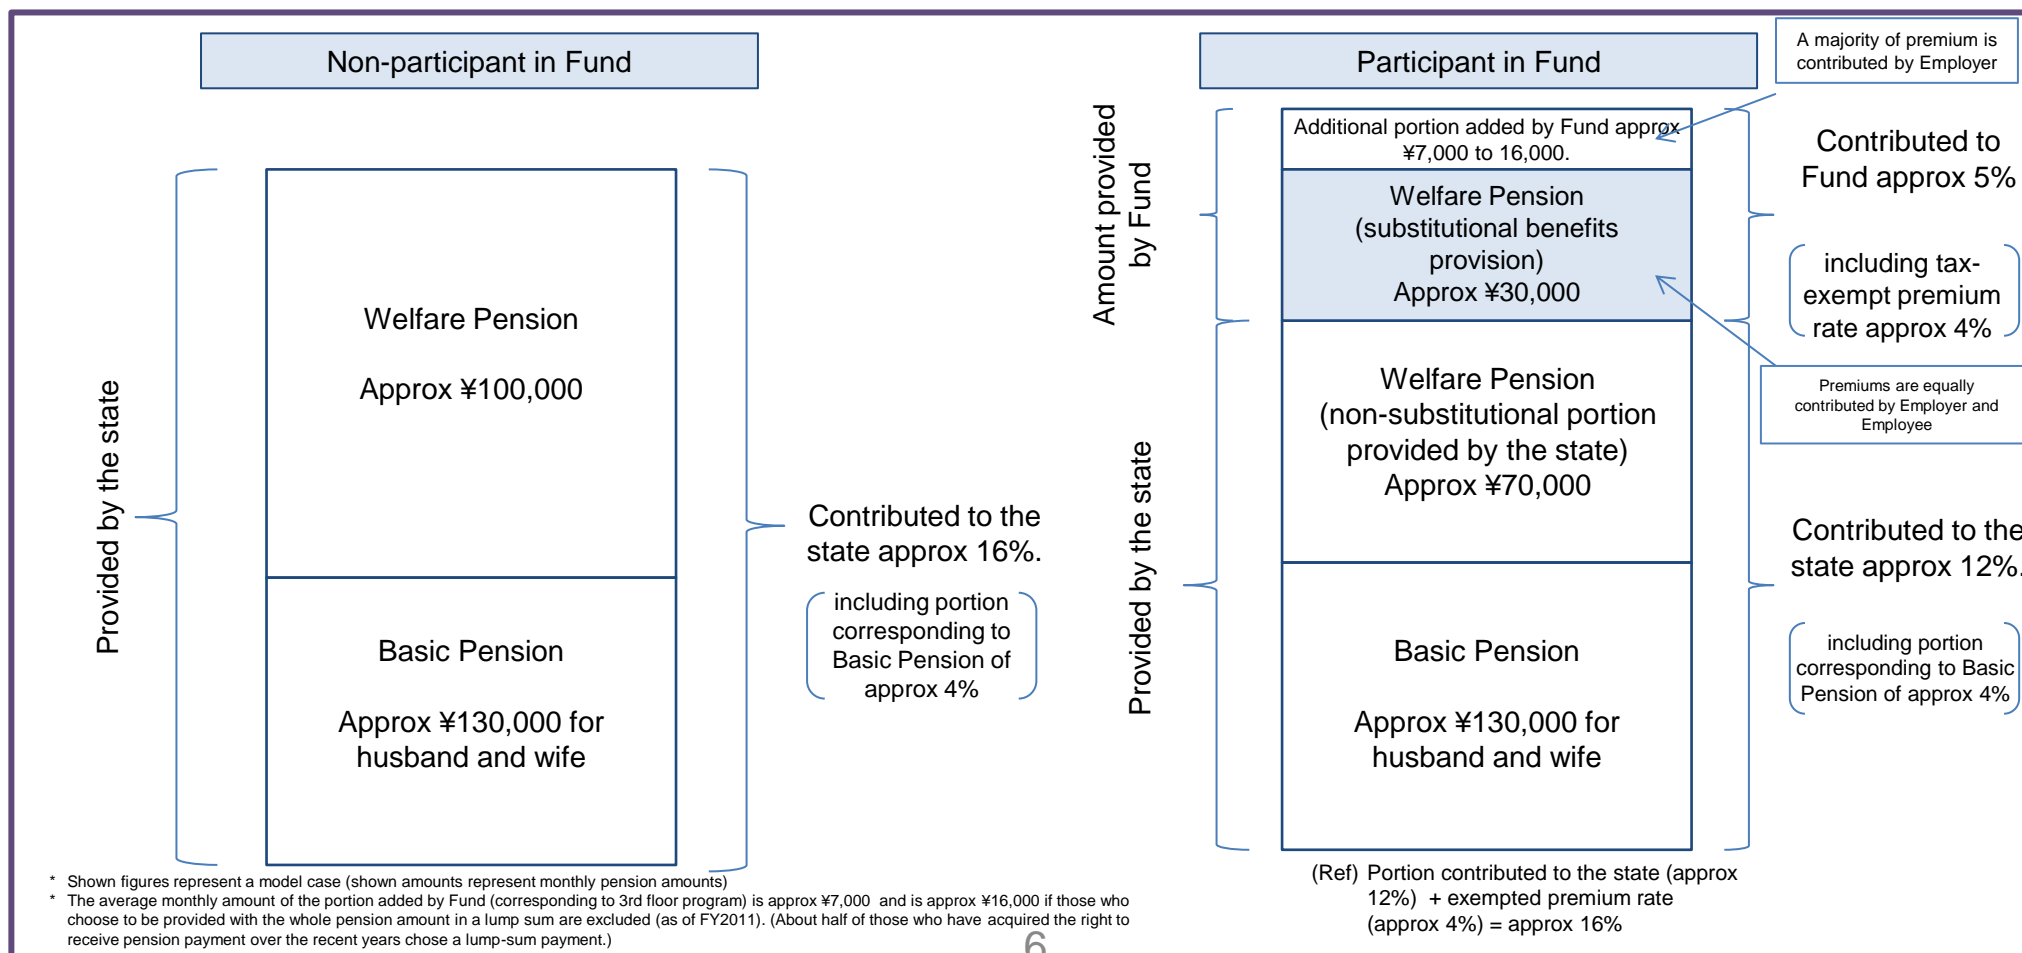 Non-participant in Fund
Provided by the state
Welfare Pension
Approx ¥100,000
Basic Pension
Approx ¥130,000 for
husband and wife
Contributed to the
state approx 16%.
including portion
corresponding to
Basic Pension of
approx 4%
Participant in Fund
A majority of premium is
contributed by Employer
Amount provided
by Fund
Additional portion added by Fund approx
¥7,000 to 16,000.
Welfare Pension
(substitutional benefits
provision)
Approx ¥30,000
Contributed to
Fund approx 5%
including tax-
exempt premium
rate approx 4%
Premiums are equally
contributed by Employer and
Employee
Provided by the state
Welfare Pension
(non-substitutional portion
provided by the state)
Approx ¥70,000
Basic Pension
Approx ¥130,000 for
husband and wife
Contributed to the
state approx 12%.
including portion
corresponding to Basic
Pension of approx 4%
(Ref) Portion contributed to the state (approx
12%) + exempted premium rate
(approx 4%) = approx 16%
* Shown figures represent a model case (shown amounts represent monthly pension amounts)
* The average monthly amount of the portion added by Fund (corresponding to 3rd floor program) is approx ¥7,000 and is approx ¥16,000 if those who
choose to be provided with the whole pension amount in a lump sum are excluded (as of FY2011). (About half of those who have acquired the right to
receive pension payment over the recent years chose a lump-sum payment.)
6